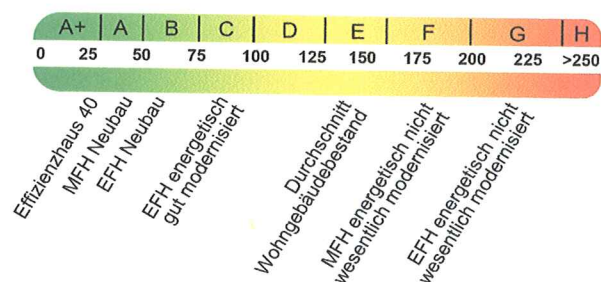 A+ A B C D E F G H
0 25 50 75 100 125 150 175 200 225 >250
Effizienzhaus 40
MFH Neubau
EFH Neubau
EFH energetisch
gut modernisiert
Durchschnitt
Wohngebäudebestand
MFH energetisch nicht
wesentlich modernisiert
EFH energetisch nicht
wesentlich modernisiert